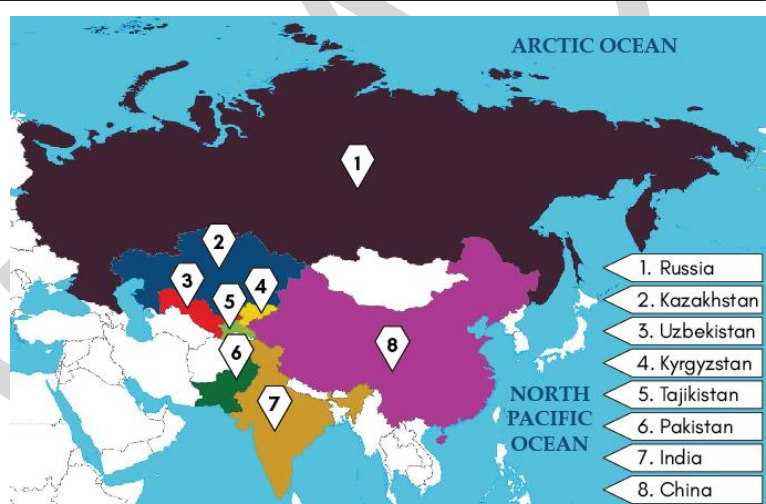 ARCTIC OCEAN
1
2
3
4
5
6
7
8
NORTH
PACIFIC
OCEAN
1. Russia
2. Kazakhstan
3. Uzbekistan
4. Kyrgyzstan
5. Tajikistan
6. Pakistan
7. India
8. China